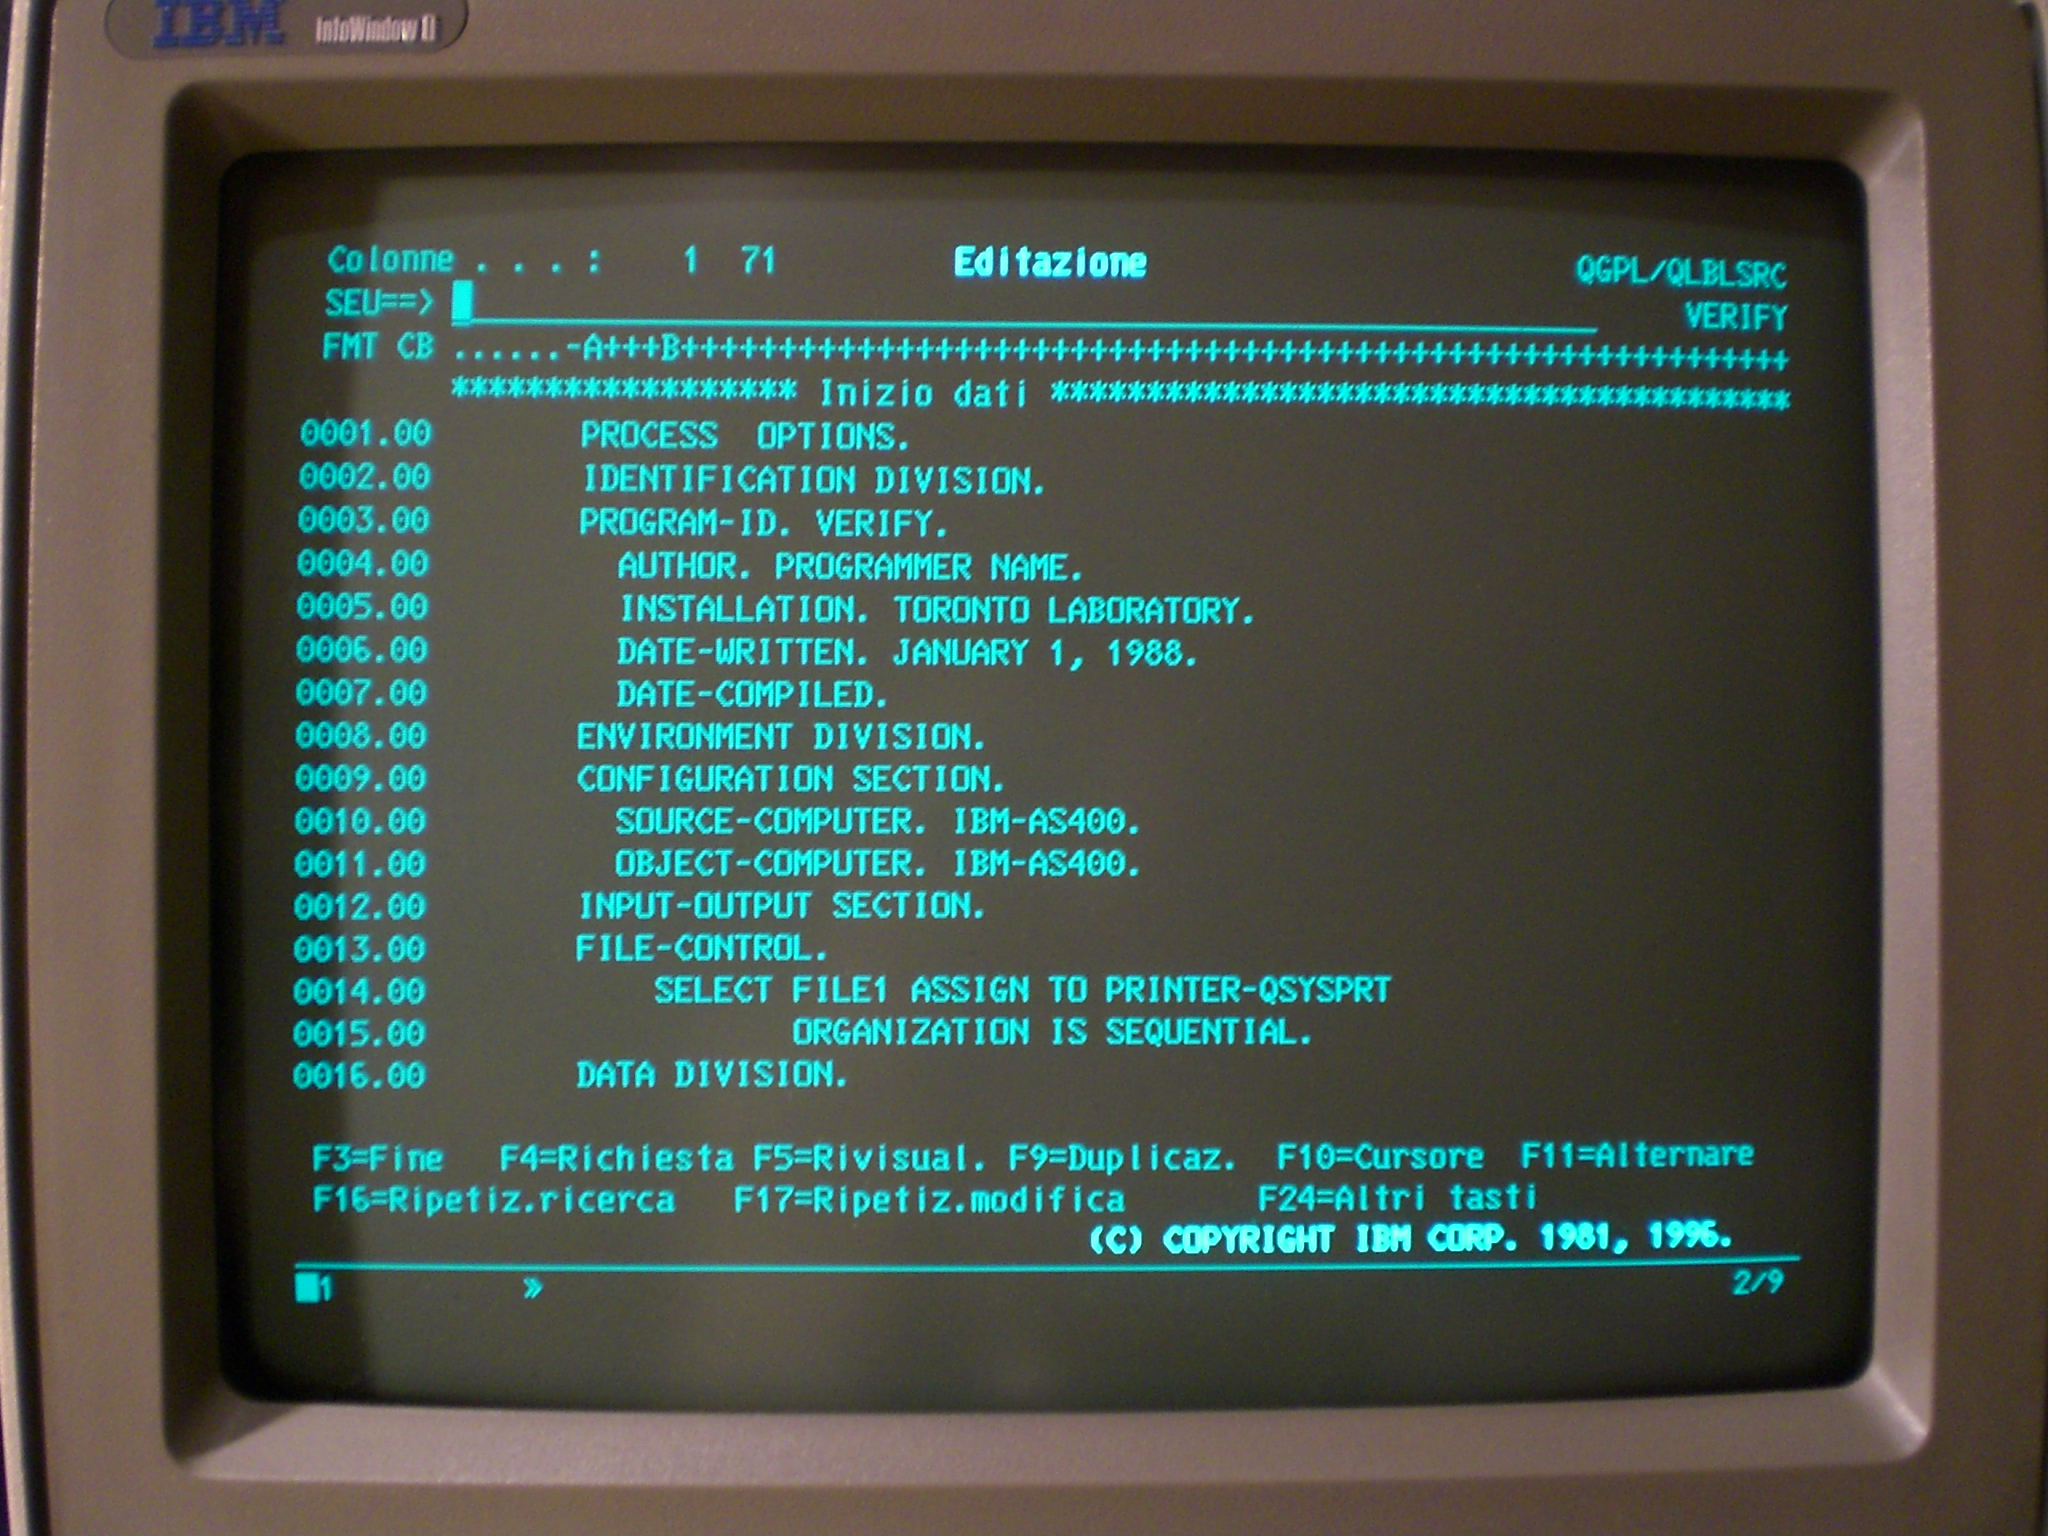 IBM InfoWindow II
Colonne . . . :    1  71         Editazione                      QGPL/QLBLSRC
SEU==>                                                                 VERIFY
FMT CB ......-A+++B++++++++++++++++++++++++++++++++++++++++++++++++++++++++
****************** Inizio dati **************************************
0001.00        PROCESS  OPTIONS.
0002.00        IDENTIFICATION DIVISION.
0003.00        PROGRAM-ID. VERIFY.
0004.00          AUTHOR. PROGRAMMER NAME.
0005.00          INSTALLATION. TORONTO LABORATORY.
0006.00          DATE-WRITTEN. JANUARY 1, 1988.
0007.00          DATE-COMPILED.
0008.00        ENVIRONMENT DIVISION.
0009.00        CONFIGURATION SECTION.
0010.00          SOURCE-COMPUTER. IBM-AS400.
0011.00          OBJECT-COMPUTER. IBM-AS400.
0012.00        INPUT-OUTPUT SECTION.
0013.00        FILE-CONTROL.
0014.00            SELECT FILE1 ASSIGN TO PRINTER-QSYSPRT
0015.00                   ORGANIZATION IS SEQUENTIAL.
0016.00        DATA DIVISION.
F3=Fine   F4=Richiesta F5=Rivisual. F9=Duplicaz.  F10=Cursore  F11=Alternare
F16=Ripetiz.ricerca   F17=Ripetiz.modifica       F24=Altri tasti
(C) COPYRIGHT IBM CORP. 1981, 1996.
1          »                                                             2/9